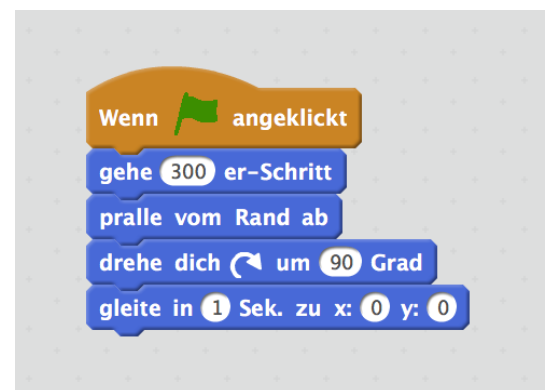 Wenn angeklickt
gehe 300 er-Schritt
pralle vom Rand ab
drehe dich um 90 Grad
gleite in 1 Sek. zu x: 0 y: 0